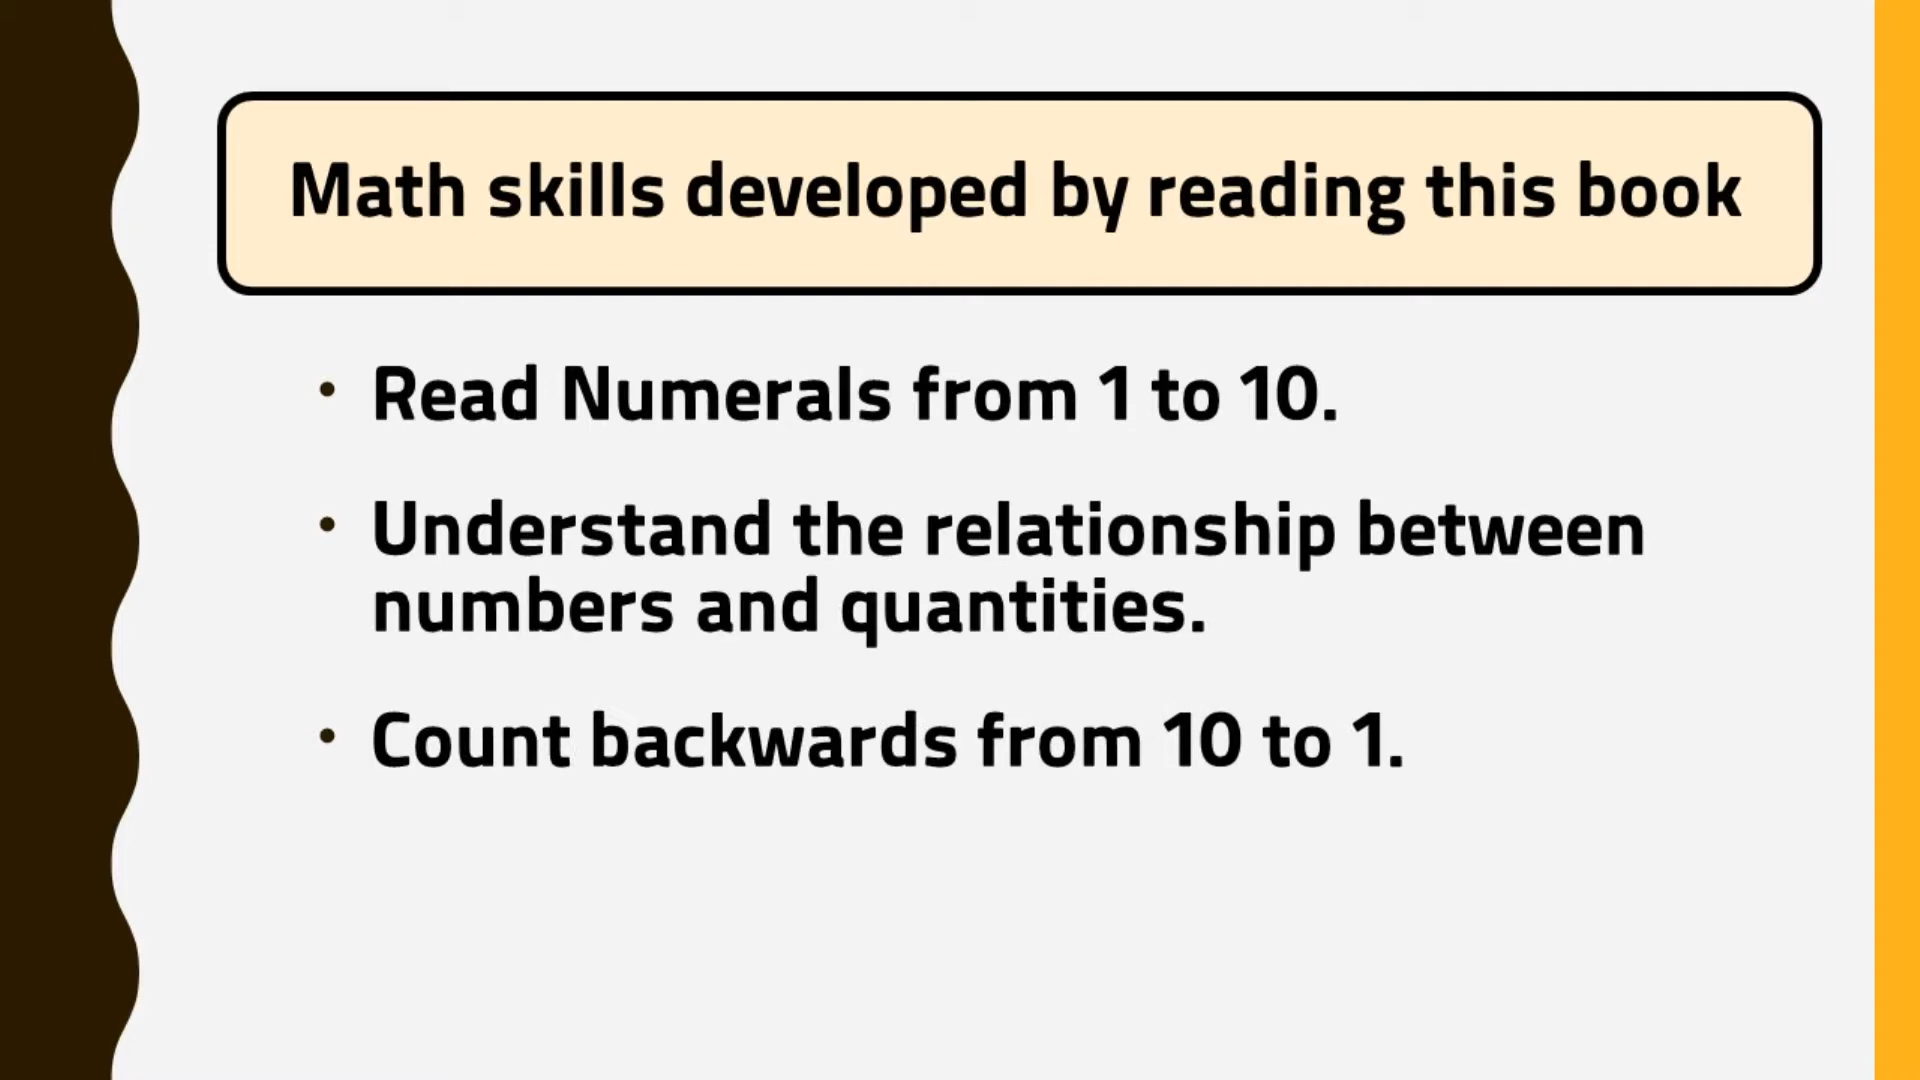 Math skills developed by reading this book
• Read Numerals from 1 to 10.
• Understand the relationship between
numbers and quantities.
• Count backwards from 10 to 1.